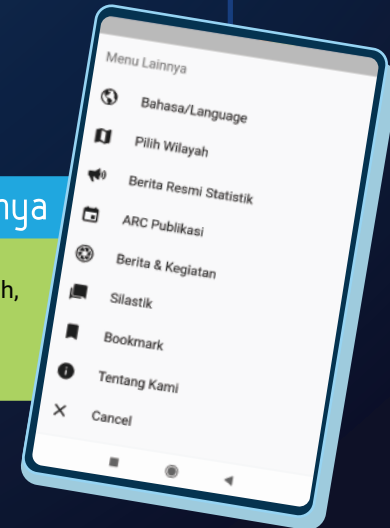 Menu Lainnya
Bahasa/Language
Pilih Wilayah
Berita Resmi Statistik
nya
ARC Publikasi
Berita & Kegiatan
h,
Silastik
Bookmark
Tentang Kami
Cancel